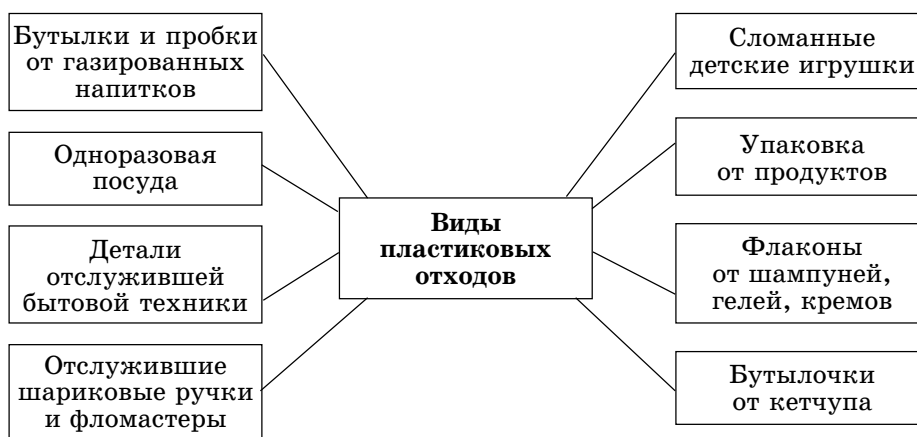 Бутылки и пробки
от газированных
напитков
Одноразовая
посуда
Детали
отслужившей
бытовой техники
Отслужившие
шариковые ручки
и фломастеры
Виды
пластиковых
отходов
Сломанные
детские игрушки
Упаковка
от продуктов
Флаконы
от шампуней,
гелей, кремов
Бутылочки
от кетчупа